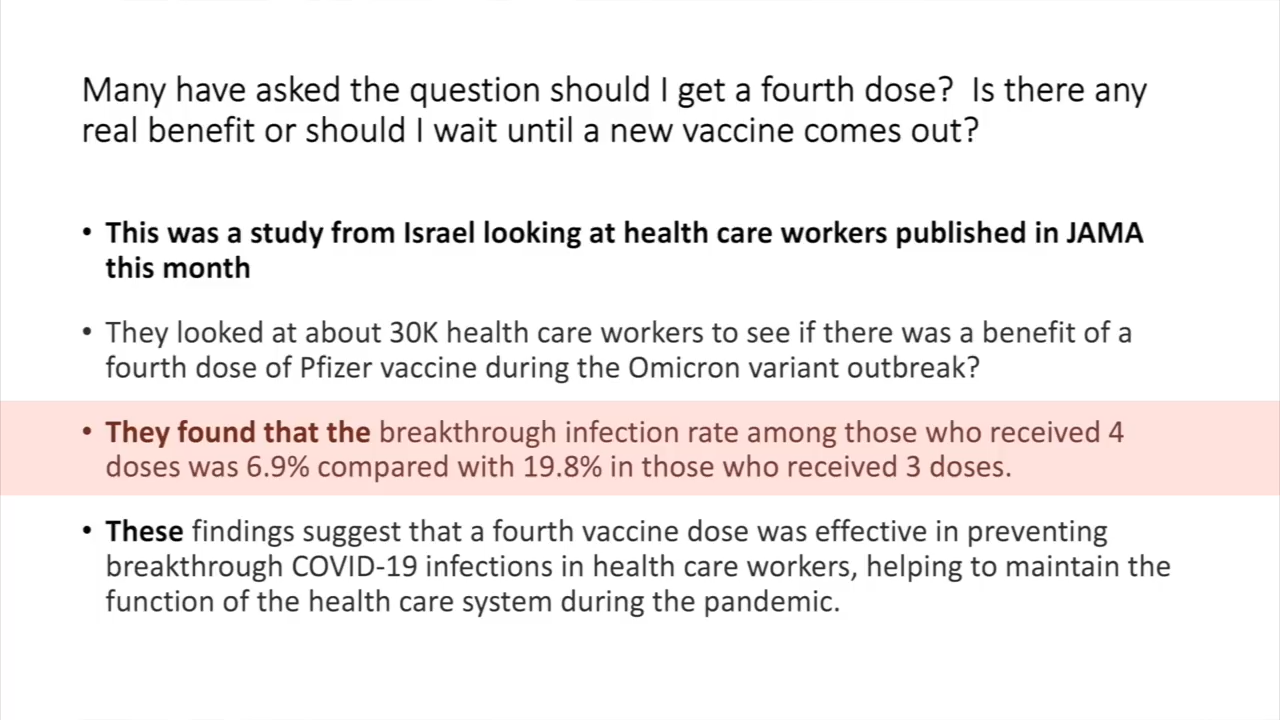 Many have asked the question should I get a fourth dose?  Is there any
real benefit or should I wait until a new vaccine comes out?
• This was a study from Israel looking at health care workers published in JAMA
this month
• They looked at about 30K health care workers to see if there was a benefit of a
fourth dose of Pfizer vaccine during the Omicron variant outbreak?
• They found that the breakthrough infection rate among those who received 4
doses was 6.9% compared with 19.8% in those who received 3 doses.
• These findings suggest that a fourth vaccine dose was effective in preventing
breakthrough COVID-19 infections in health care workers, helping to maintain the
function of the health care system during the pandemic.